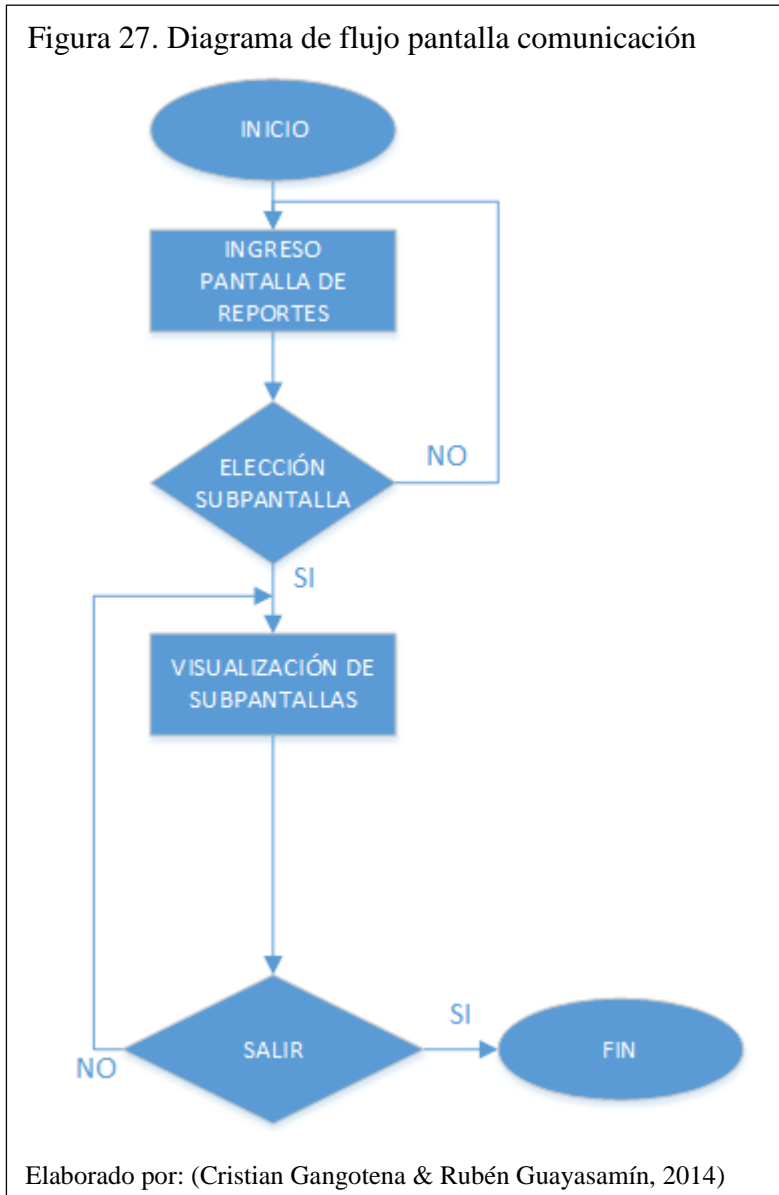 Figura 27. Diagrama de flujo pantalla comunicación
INICIO
INGRESO
PANTALLA DE
REPORTES
ELECCIÓN
SUBPANTALLA
NO
SI
VISUALIZACIÓN DE
SUBPANTALLAS
SALIR
SI
FIN
NO
Elaborado por: (Cristian Gangotena & Rubén Guayasamín, 2014)